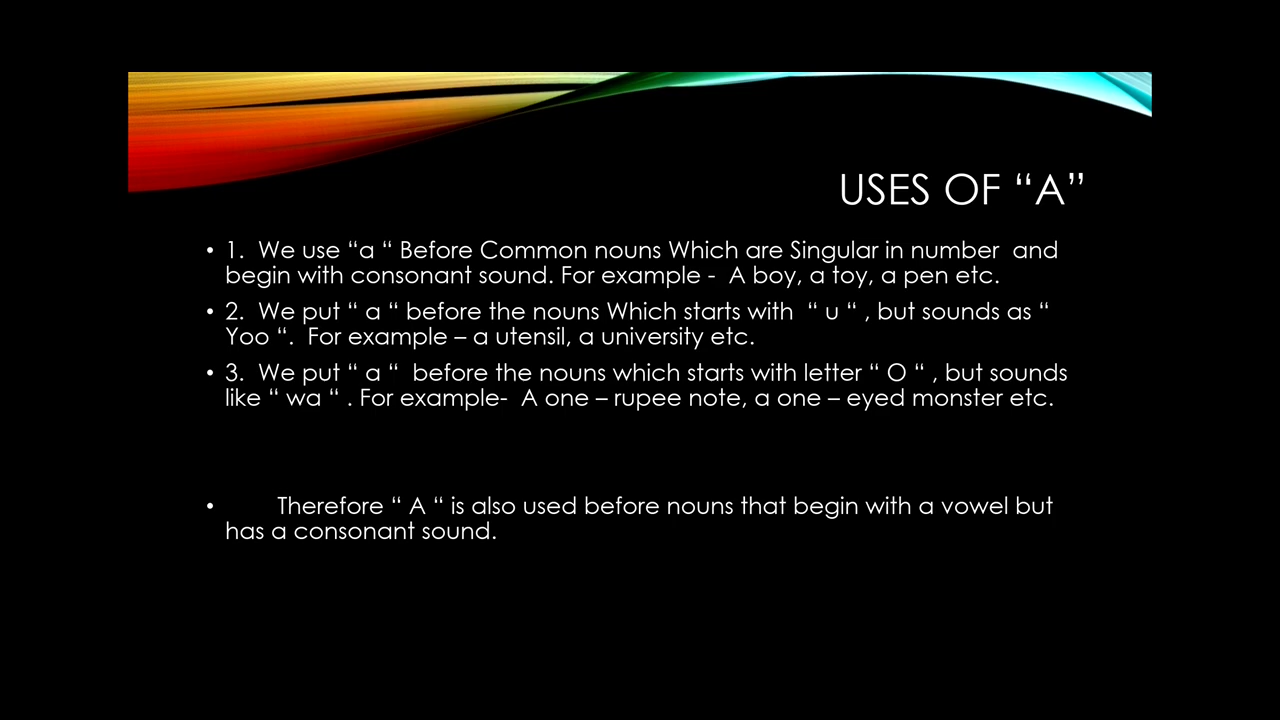 USES OF “A”
• 1.  We use “a “ Before Common nouns Which are Singular in number  and
begin with consonant sound. For example -  A boy, a toy, a pen etc.
• 2.  We put “ a “ before the nouns Which starts with  “ u “ , but sounds as “
Yoo “.  For example – a utensil, a university etc.
• 3.  We put “ a “  before the nouns which starts with letter “ O “ , but sounds
like “ wa “ . For example-  A one – rupee note, a one – eyed monster etc.
• Therefore “ A “ is also used before nouns that begin with a vowel but
has a consonant sound.